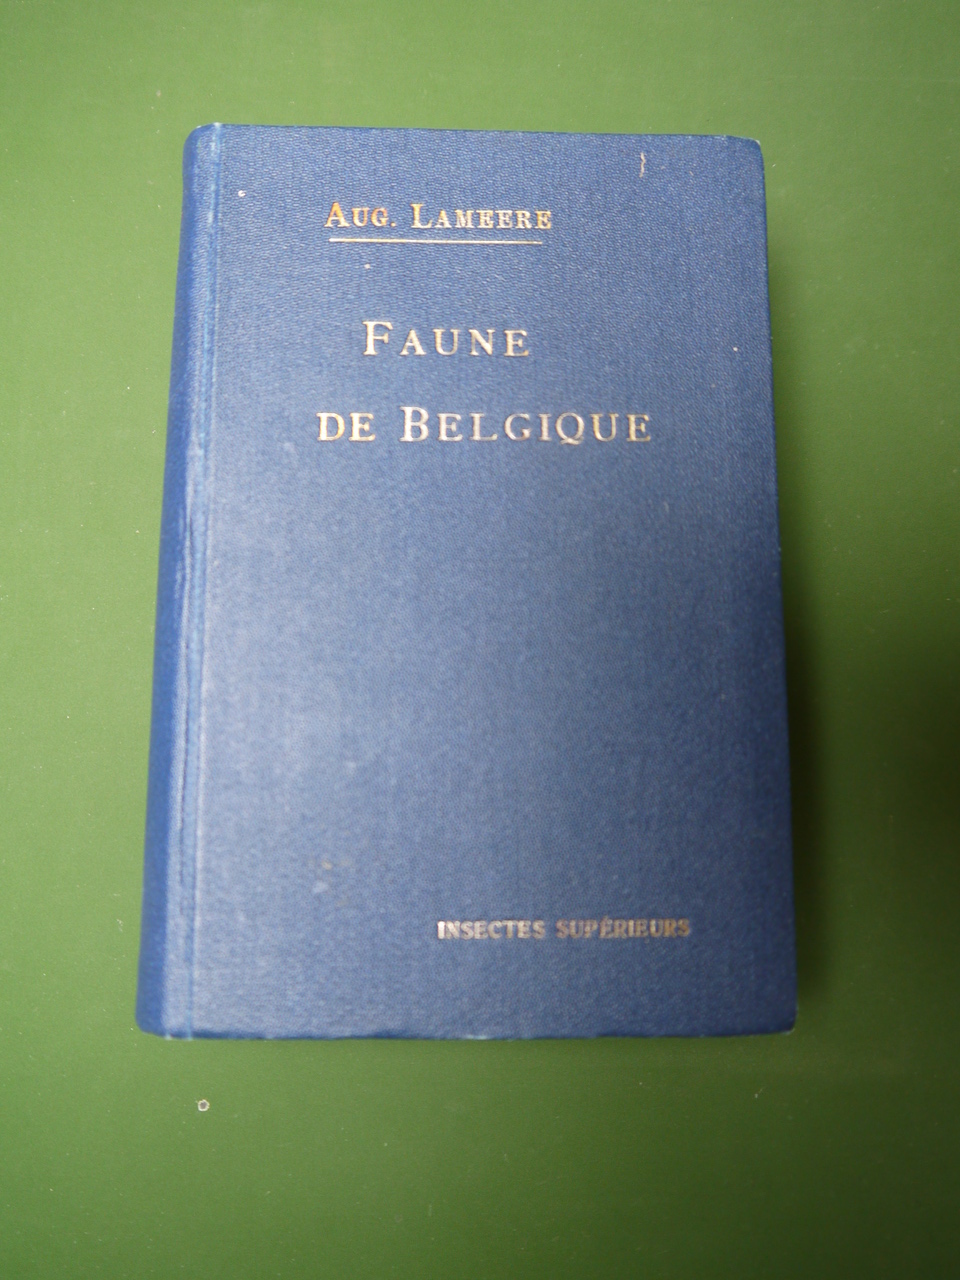 AUG. LAMEERE
FAUNE
DE BELGIQUE
INSECTES SUPÉRIEURS